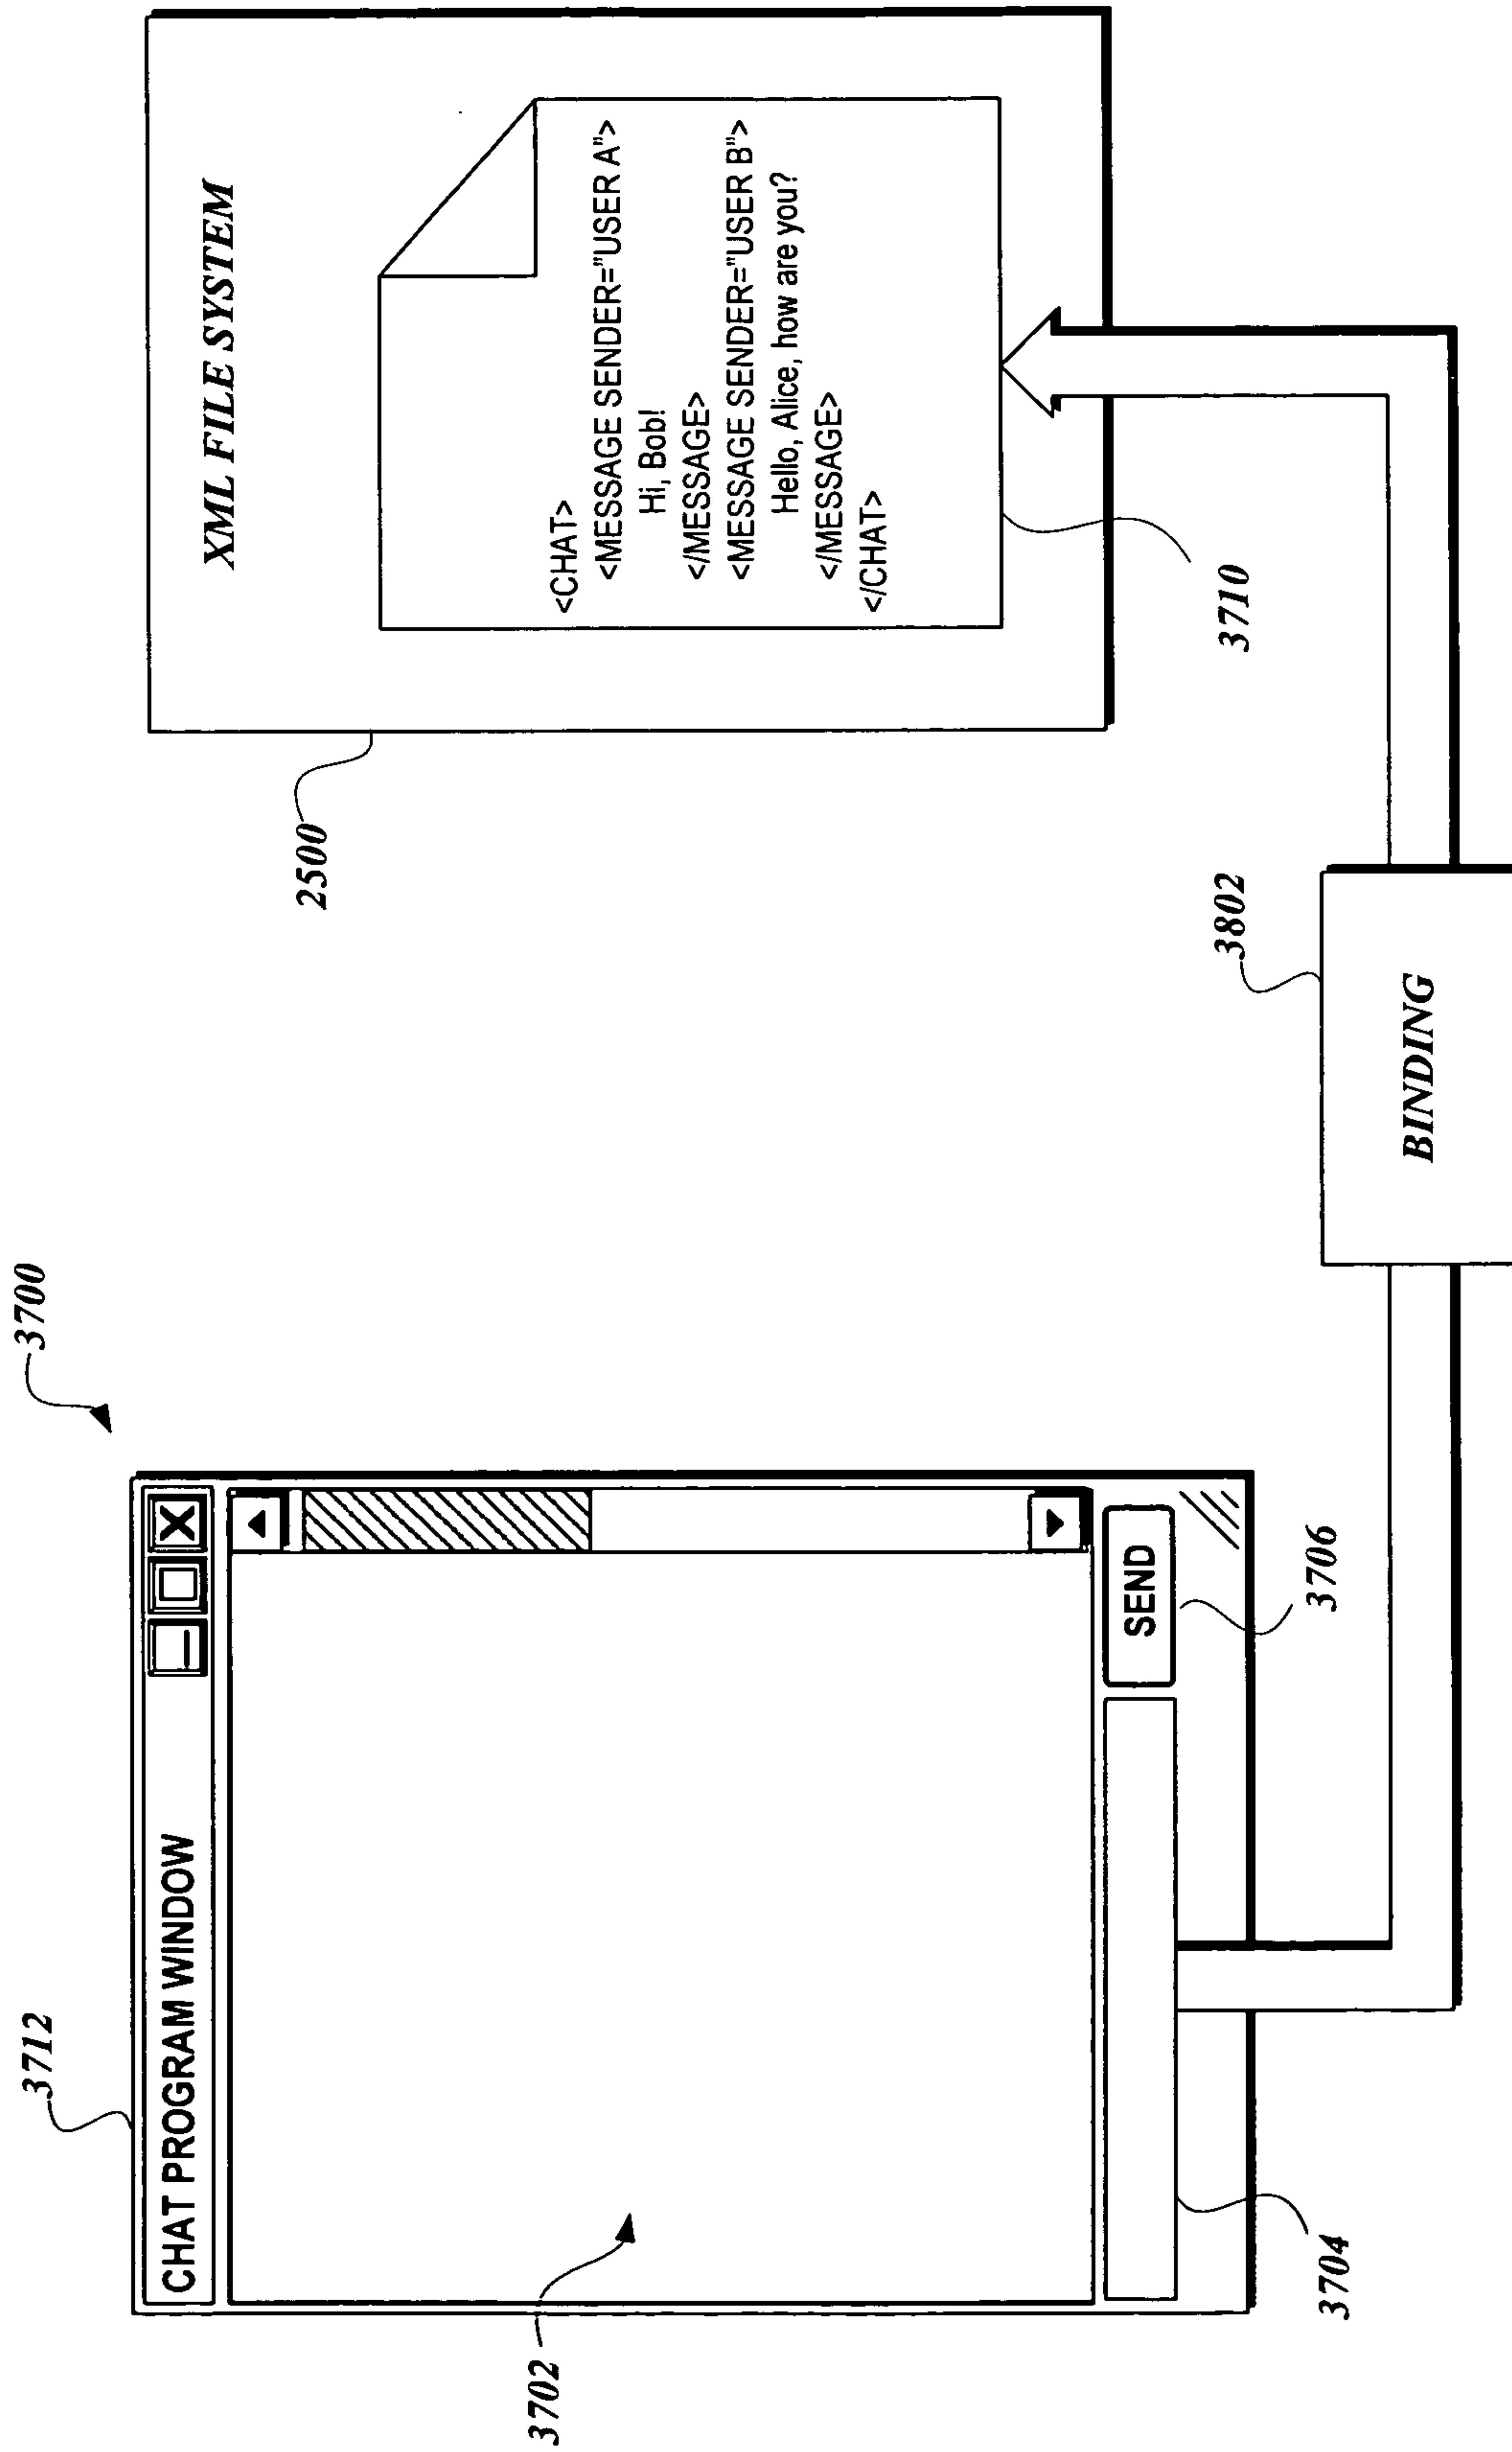 3700
3712
CHAT PROGRAM WINDOW
3702
SEND
3704
3706
2500
XML FILE SYSTEM
<CHAT>
<MESSAGE SENDER="USER A">
Hi, Bob!
</MESSAGE>
<MESSAGE SENDER="USER B">
Hello, Alice, how are you?
</MESSAGE>
</CHAT>
3710
3802
BINDING